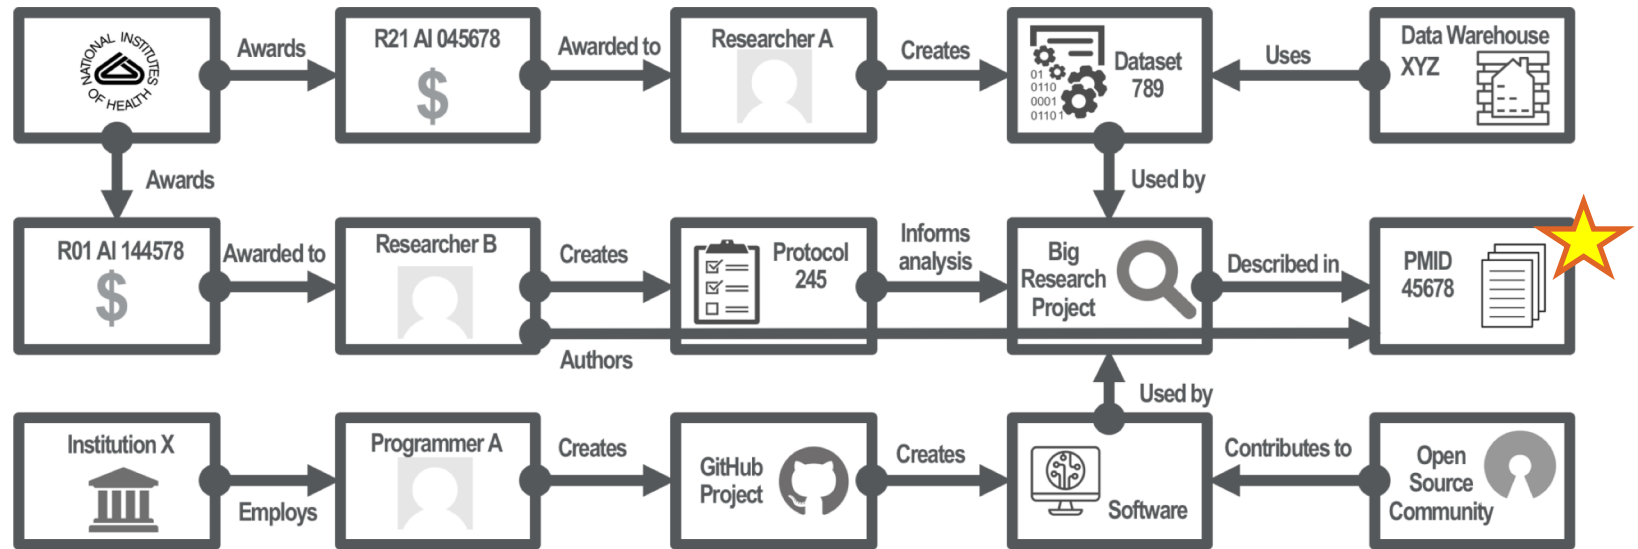 NATIONAL INSTITUTES
OF HEALTH
Awards
R21 AI 045678
$
Awarded to
Researcher A
Creates
01
0110
0001
01101
Dataset
789
Uses
Data Warehouse
XYZ
Awards
Used by
R01 AI 144578
$
Awarded to
Researcher B
Creates
Protocol
245
Informs
analysis
Big
Research
Project
Described in
PMID
45678
Authors
Used by
Institution X
Employs
Programmer A
Creates
GitHub
Project
Creates
Software
Contributes to
Open
Source
Community